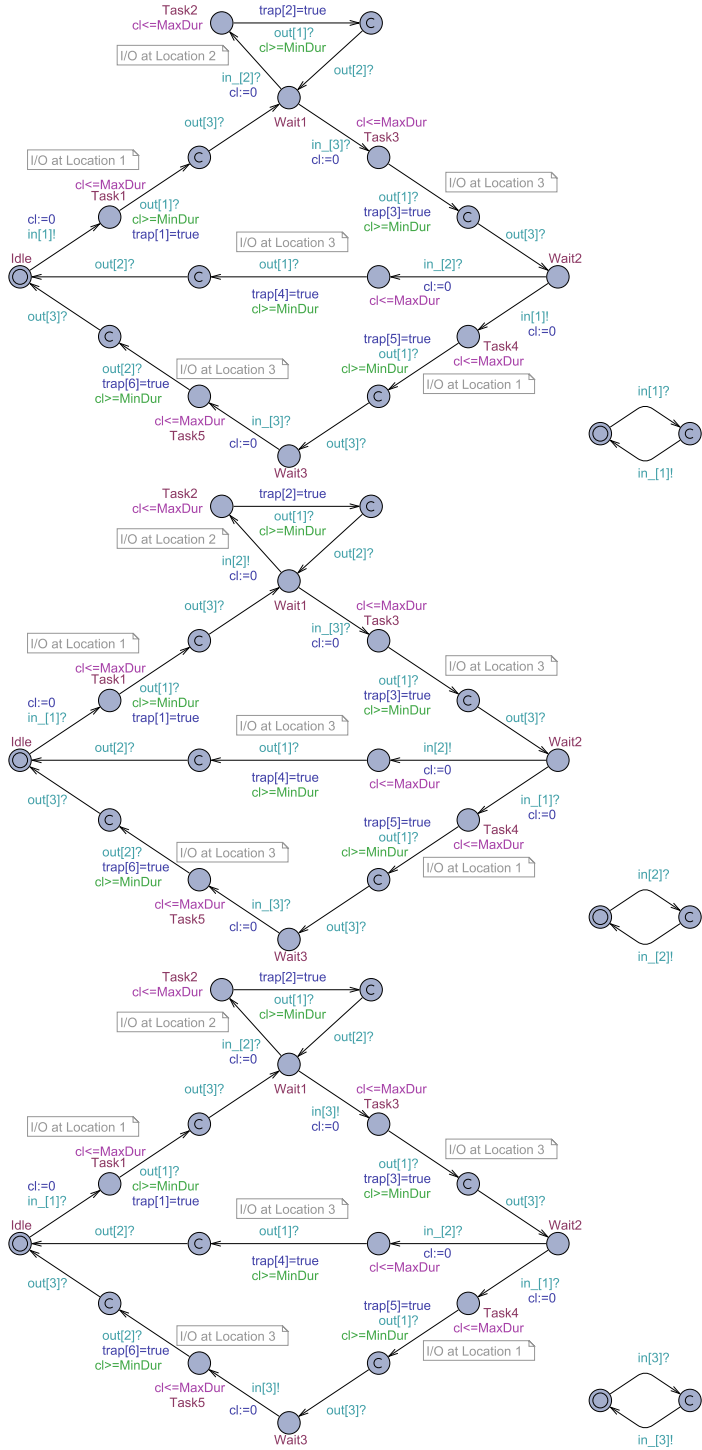 Task2
trap[2]=true
cl<=MaxDur
out[1]?
C
cl>=MinDur
I/O at Location 2
out[2]?
in_[2]?
cl:=0
out[3]?
Wait1
cl<=MaxDur
in_[3]?
Task3
cl:=0
I/O at Location 1
C
cl<=MaxDur
I/O at Location 3
Task1
out[1]?
out[1]?
cl:=0
cl>=MinDur
trap[3]=true
C
in[1]!
trap[1]=true
cl>=MinDur
out[3]?
I/O at Location 3
Idle
out[2]?
out[1]?
in_[2]?
Wait2
C
cl:=0
trap[4]=true
cl<=MaxDur
cl>=MinDur
out[3]?
in[1]!
C
trap[5]=true
cl:=0
out[1]?
Task4
out[2]?
I/O at Location 3
cl>=MinDur
cl<=MaxDur
trap[6]=true
I/O at Location 1
cl>=MinDur
C
in[1]?
cl<=MaxDur
in_[3]?
Task5
cl:=0
out[3]?
C
Wait3
in_[1]!
Task2
trap[2]=true
cl<=MaxDur
out[1]?
C
cl>=MinDur
I/O at Location 2
out[2]?
in[2]!
cl:=0
out[3]?
Wait1
cl<=MaxDur
in_[3]?
Task3
cl:=0
I/O at Location 1
C
cl<=MaxDur
I/O at Location 3
Task1
out[1]?
out[1]?
cl:=0
cl>=MinDur
trap[3]=true
C
in_[1]?
trap[1]=true
cl>=MinDur
out[3]?
I/O at Location 3
Idle
out[2]?
out[1]?
in[2]!
Wait2
C
cl:=0
trap[4]=true
cl<=MaxDur
cl>=MinDur
out[3]?
in_[1]?
C
trap[5]=true
cl:=0
out[1]?
Task4
out[2]?
I/O at Location 3
cl>=MinDur
cl<=MaxDur
trap[6]=true
I/O at Location 1
cl>=MinDur
C
in[2]?
cl<=MaxDur
in_[3]?
Task5
cl:=0
out[3]?
C
Wait3
in_[2]!
Task2
trap[2]=true
cl<=MaxDur
out[1]?
C
cl>=MinDur
I/O at Location 2
out[2]?
in_[2]?
cl:=0
out[3]?
Wait1
cl<=MaxDur
in[3]!
Task3
cl:=0
I/O at Location 1
C
cl<=MaxDur
I/O at Location 3
Task1
out[1]?
out[1]?
cl:=0
cl>=MinDur
trap[3]=true
C
in_[1]?
trap[1]=true
cl>=MinDur
out[3]?
I/O at Location 3
Idle
out[2]?
out[1]?
in_[2]?
Wait2
C
cl:=0
trap[4]=true
cl<=MaxDur
cl>=MinDur
out[3]?
in_[1]?
C
trap[5]=true
cl:=0
out[1]?
Task4
out[2]?
I/O at Location 3
cl>=MinDur
cl<=MaxDur
trap[6]=true
I/O at Location 1
cl>=MinDur
C
in[3]?
cl<=MaxDur
in[3]!
Task5
cl:=0
out[3]?
C
Wait3
in_[3]!